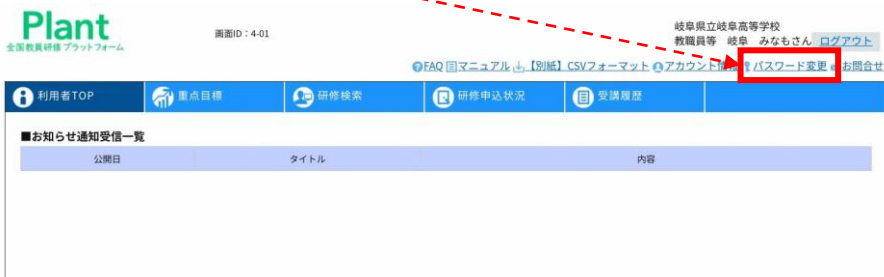 Plant
全国教員研修プラットフォーム
画面ID：4-01
岐阜県立岐阜高等学校
教職員等 岐阜 みなもさん ログアウト
FAQ マニュアル 【別紙】CSVフォーマット アカウント情報 パスワード変更 お問合せ
利用者TOP 重点目標 研修検索 研修申込状況 受講履歴
■お知らせ通知受信一覧
公開日 タイトル 内容